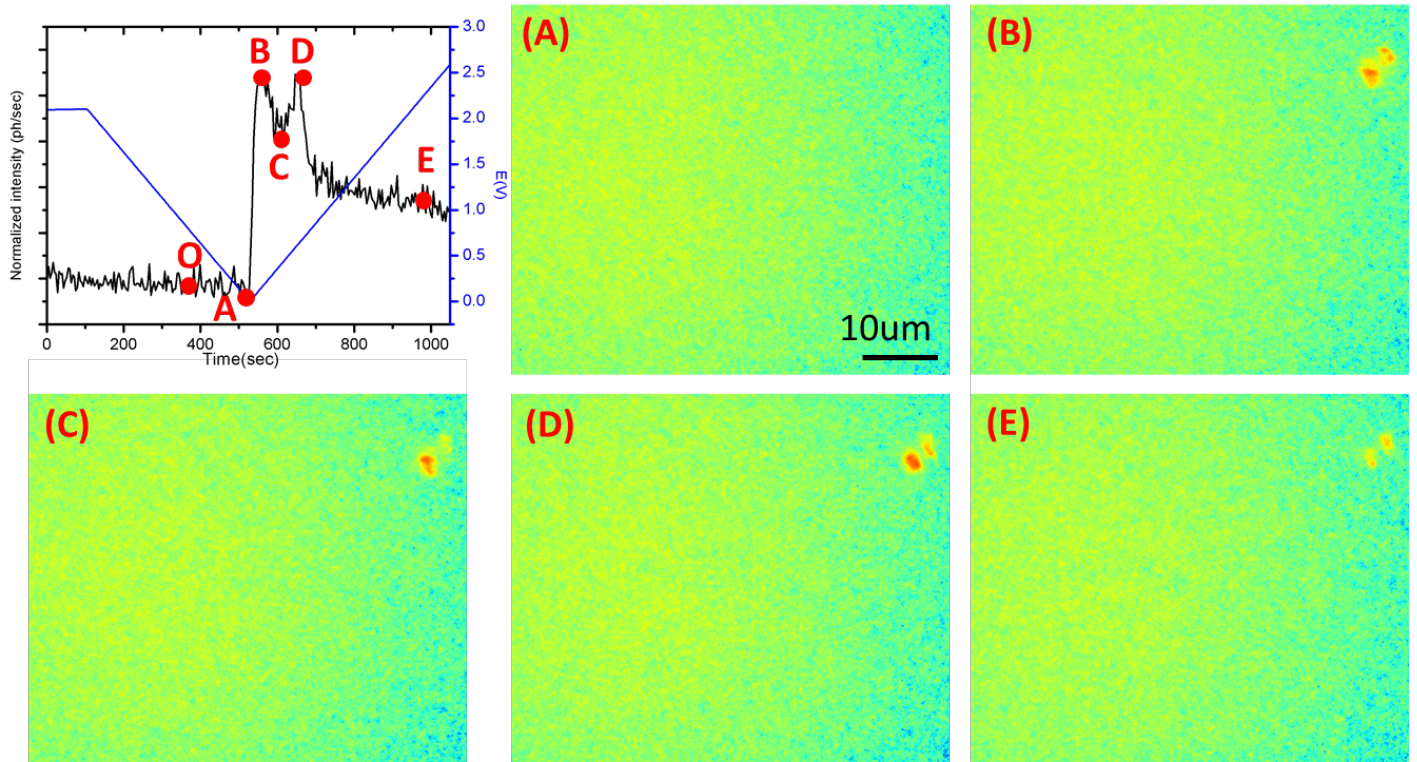 Normalized intensity (ph/sec)
B
D
C
E
O
A
3.0
2.5
2.0
1.5
1.0
0.5
0.0
E(V)
0
200
400
600
800
1000
Time(sec)
(A)
10um
(B)
(C)
(D)
(E)